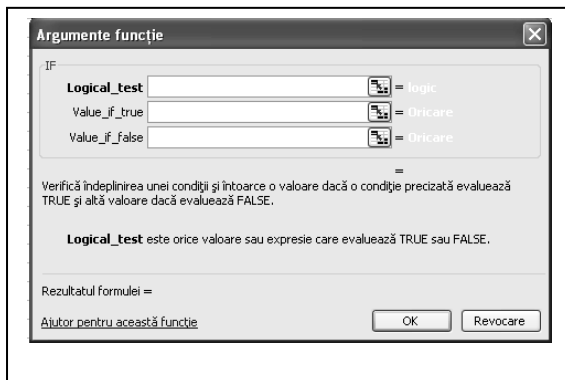 Argumente funcție
IF
Logical_test = logic
Value_if_true = Oricare
Value_if_false = Oricare
=
Verifică îndeplinirea unei condiții și întoarce o valoare dacă o condiție precizată evaluează
TRUE și altă valoare dacă evaluează FALSE.
Logical_test este orice valoare sau expresie care evaluează TRUE sau FALSE.
Rezultatul formulei =
Ajutor pentru această funcție
OK Revocare